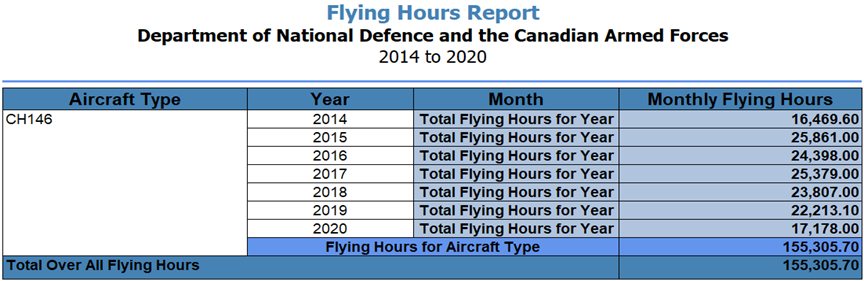 Flying Hours Report
Department of National Defence and the Canadian Armed Forces
2014 to 2020
Aircraft Type Year Month Monthly Flying Hours
CH146 2014 Total Flying Hours for Year 16,469.60
2015 Total Flying Hours for Year 25,861.00
2016 Total Flying Hours for Year 24,398.00
2017 Total Flying Hours for Year 25,379.00
2018 Total Flying Hours for Year 23,807.00
2019 Total Flying Hours for Year 22,213.10
2020 Total Flying Hours for Year 17,178.00
Flying Hours for Aircraft Type 155,305.70
Total Over All Flying Hours 155,305.70